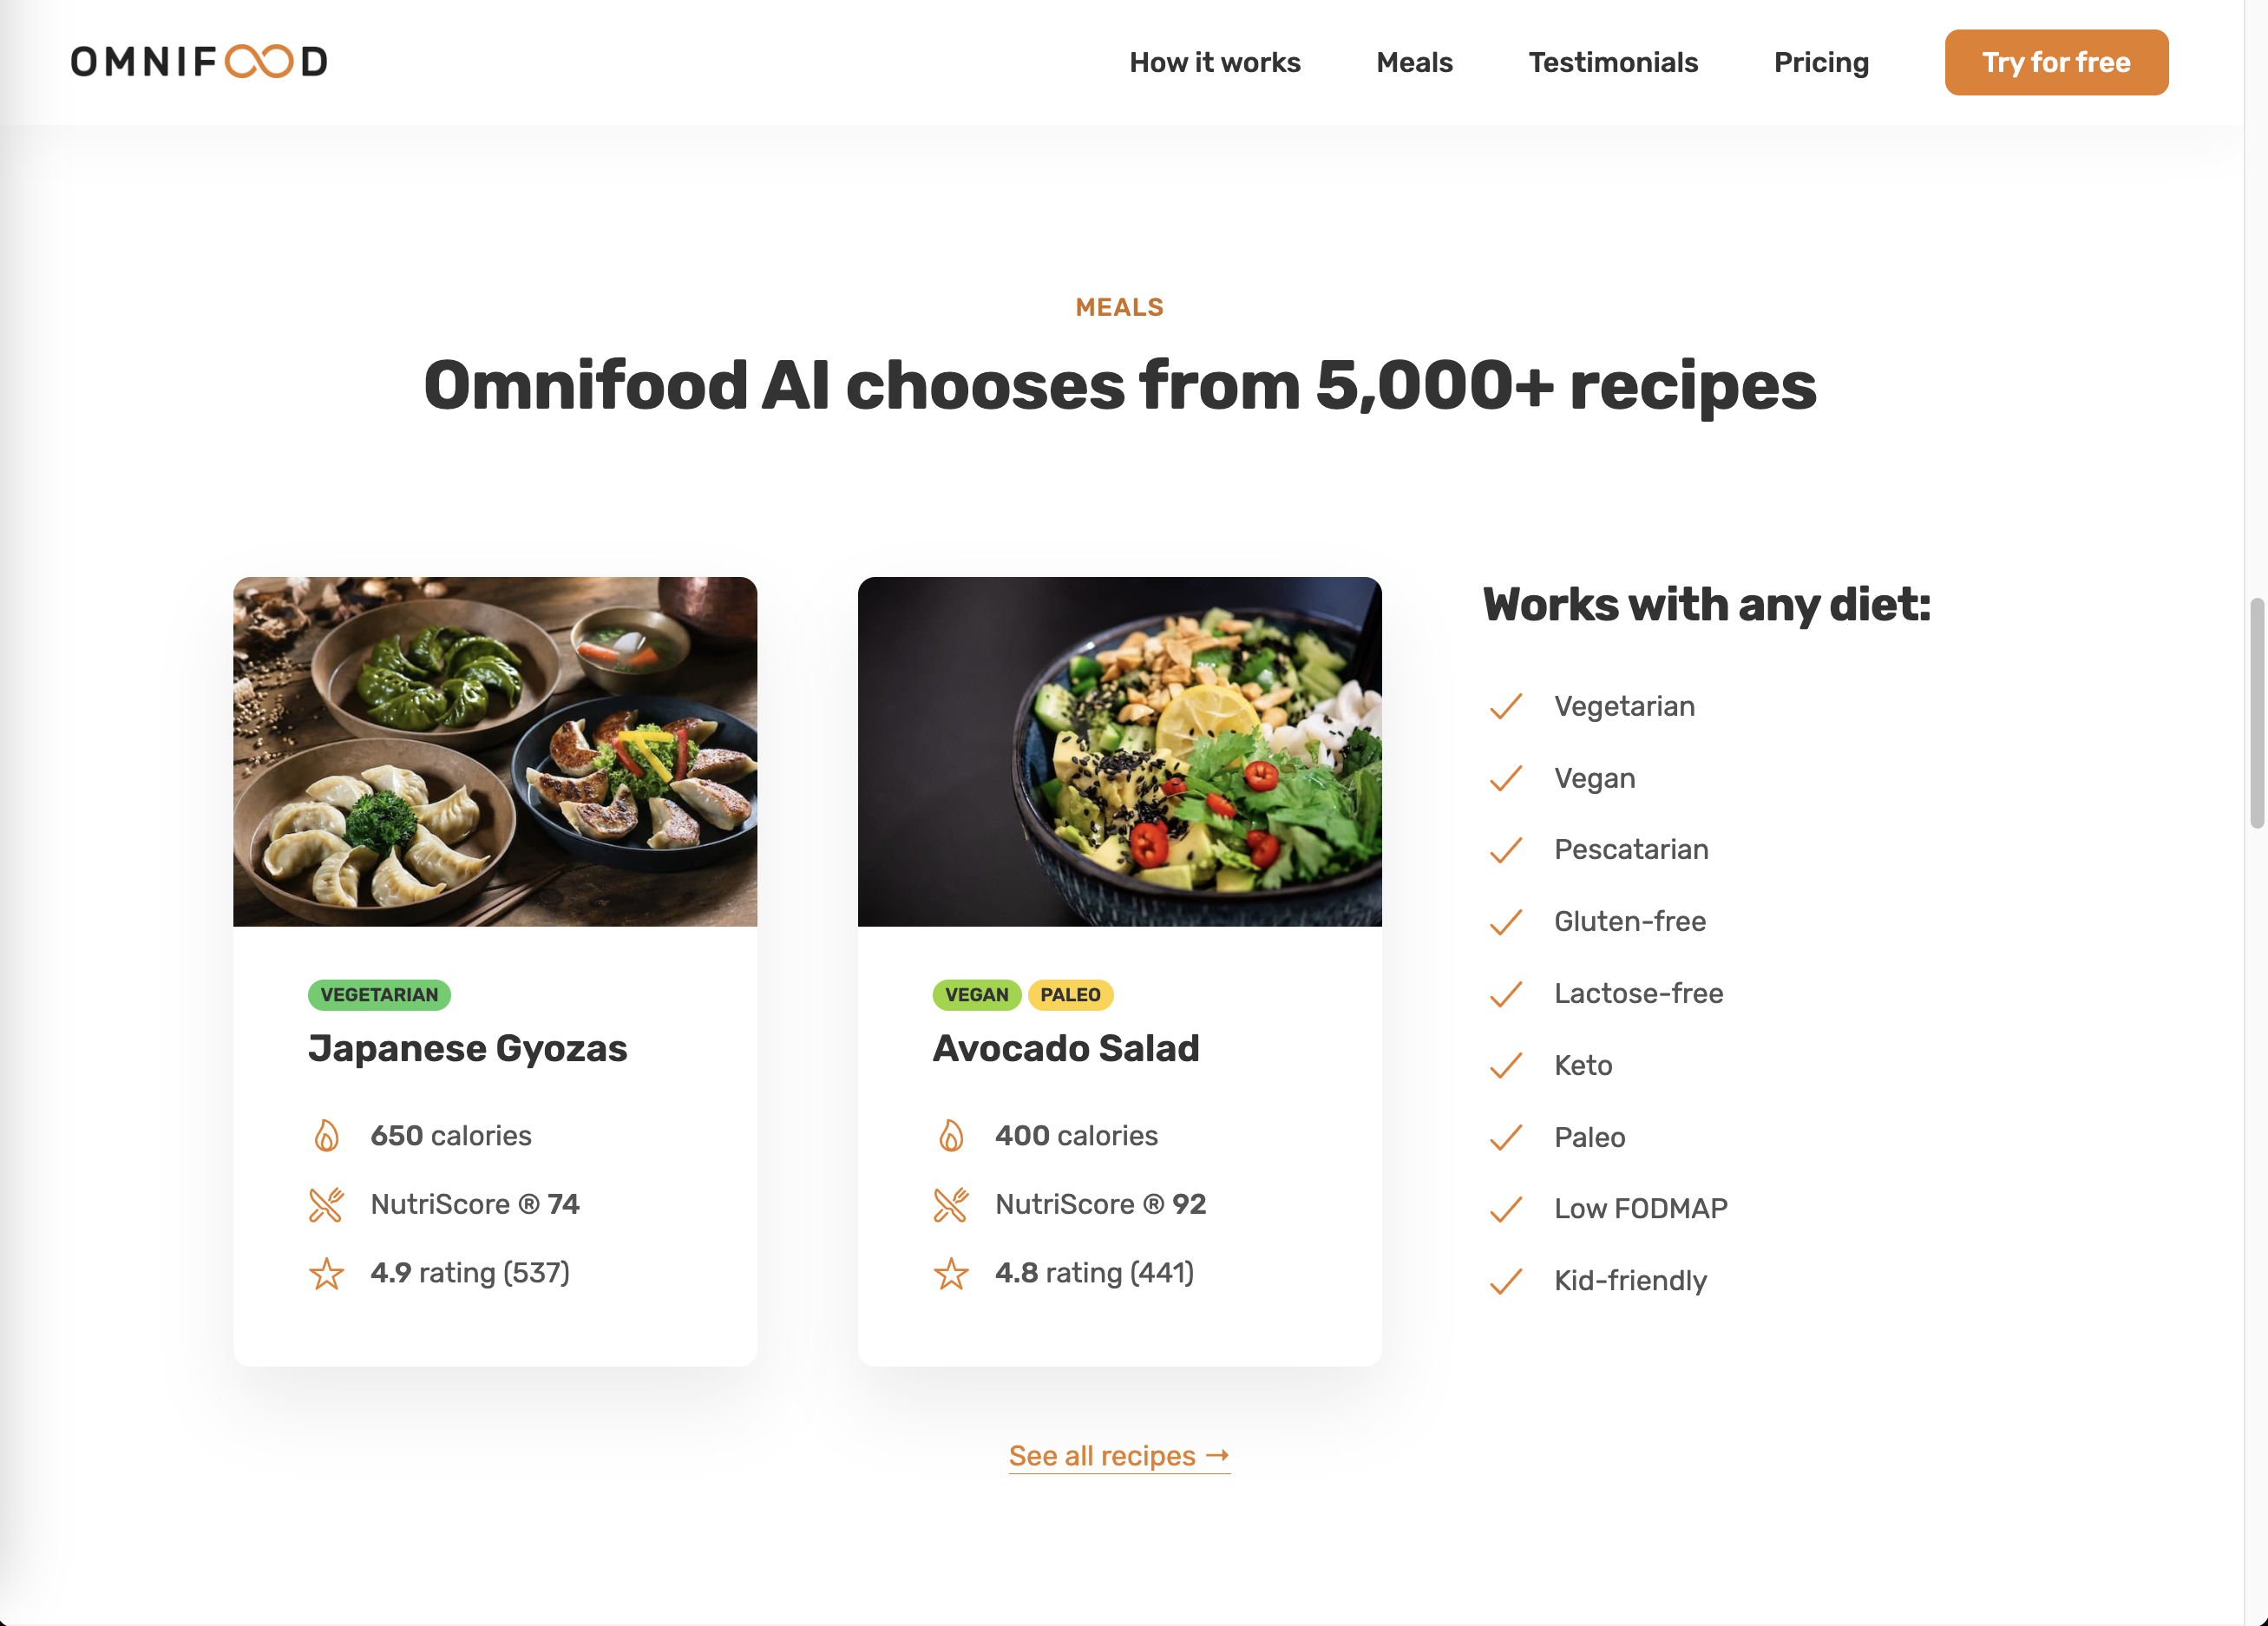 OMNIFOOD
How it works
Meals
Testimonials
Pricing
Try for free
MEALS
Omnifood AI chooses from 5,000+ recipes
VEGETARIAN
Japanese Gyozas
650 calories
NutriScore ® 74
4.9 rating (537)
VEGAN PALEO
Avocado Salad
400 calories
NutriScore ® 92
4.8 rating (441)
Works with any diet:
Vegetarian
Vegan
Pescatarian
Gluten-free
Lactose-free
Keto
Paleo
Low FODMAP
Kid-friendly
See all recipes →